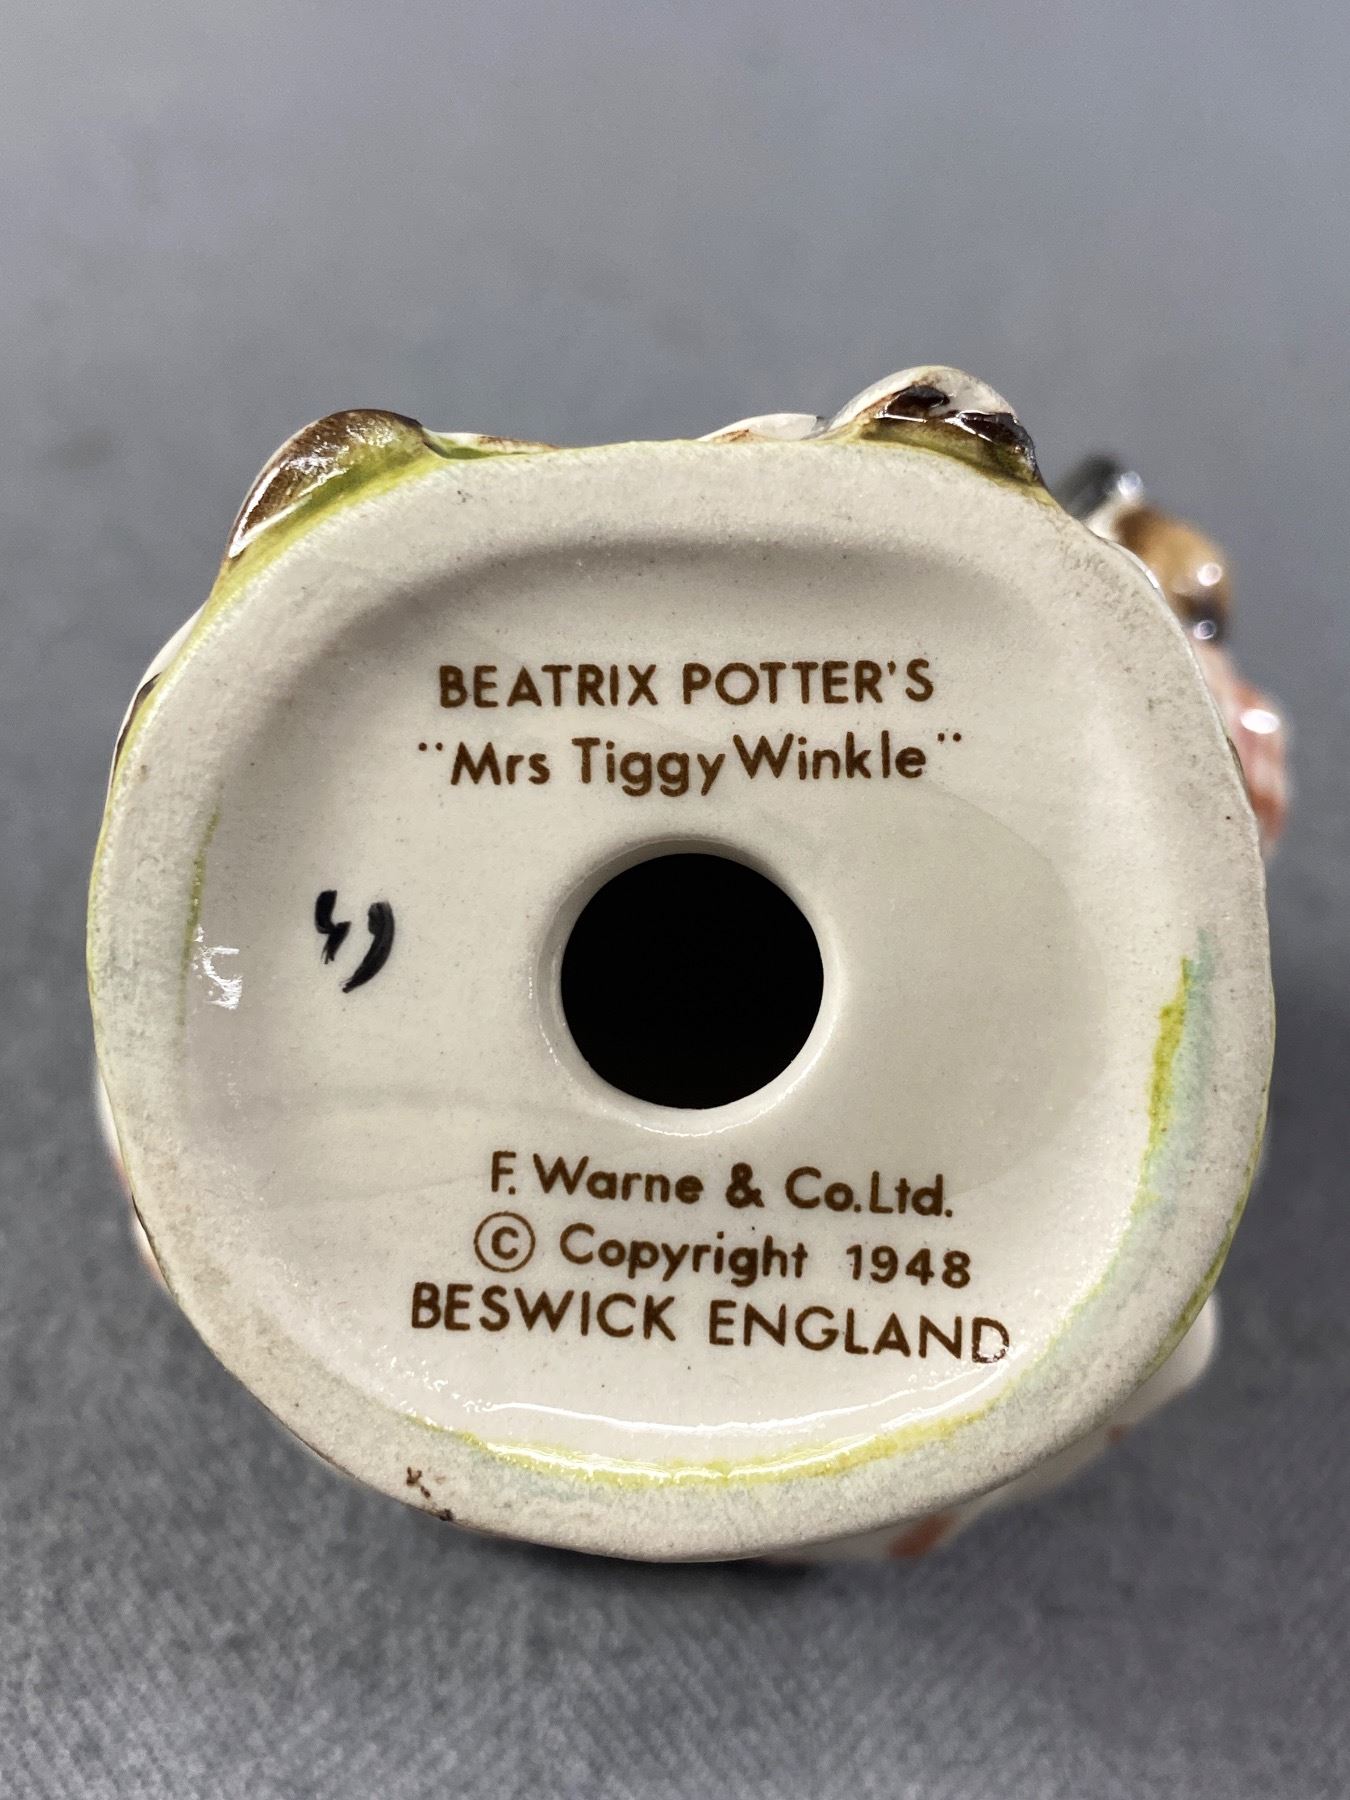 BEATRIX POTTER'S
"Mrs Tiggy Winkle"
F. Warne & Co. Ltd.
© Copyright 1948
BESWICK ENGLAND